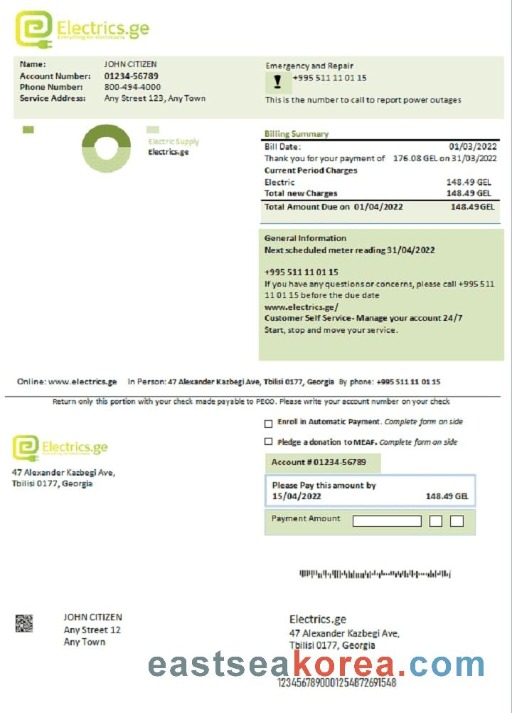 Electrics.ge
Name: JOHN CITIZEN
Account Number: 01234-56789
Phone Number: 800-494-4000
Service Address: Any Street 123, Any Town
Emergency and Repair
+995 511 11 01 15
This is the number to call to report power outages
Electric Supply
Electrics.ge
Billing Summary
Bill Date: 01/03/2022
Thank you for your payment of 176.08 GEL on 31/03/2022
Current Period Charges
Electric 148.49 GEL
Total new Charges 148.49 GEL
Total Amount Due on 01/04/2022 148.49 GEL
General Information
Next scheduled meter reading 31/04/2022
+995 511 11 01 15
If you have any questions or concerns, please call +995 511
11 01 15 before the due date
www.electrics.ge/
Customer Self Service- Manage your account 24/7
Start, stop and move your service.
Online: www.electrics.ge In Person: 47 Alexander Kazbegi Ave, Tbilisi 0177, Georgia By phone: +995 511 11 01 15
Return only this portion with your check made payable to PECO. Please write your account number on your check
Enroll in Automatic Payment. Complete form on side
Pledge a donation to MEAF. Complete form on side
Electrics.ge
47 Alexander Kazbegi Ave,
Tbilisi 0177, Georgia
Account # 01234-56789
Please Pay this amount by
15/04/2022 148.49 GEL
Payment Amount
JOHN CITIZEN
Any Street 12
Any Town
Electrics.ge
47 Alexander Kazbegi Ave,
Tbilisi 0177, Georgia
eastseakorea.com
1234567890001254872691548